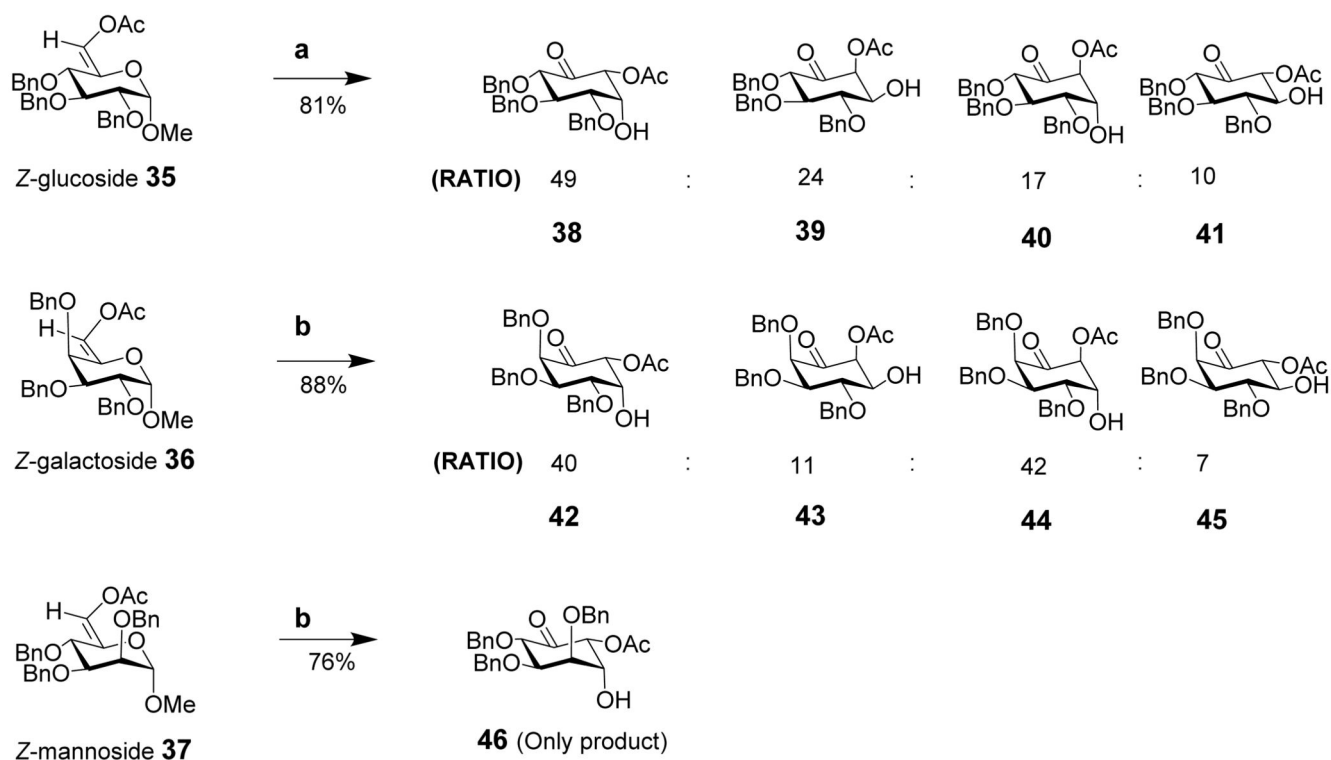 OAc
H
O
BnO
BnO
BnO
OMe
Z-glucoside 35
a
81%
O
BnO
OAc
BnO
BnO
OH
O
OAc
BnO
BnO
OH
BnO
O
OAc
BnO
BnO
BnO
OH
O
BnO
OAc
BnO
OH
BnO
(RATIO) 49 : 24 : 17 : 10
38 39 40 41
BnO
OAc
H
O
BnO
BnO
OMe
Z-galactoside 36
b
88%
BnO
O
OAc
BnO
BnO
OH
BnO
O
OAc
BnO
OH
BnO
BnO
O
OAc
BnO
BnO
OH
BnO
O
OAc
BnO
OH
BnO
(RATIO) 40 : 11 : 42 : 7
42 43 44 45
OAc
H
OBn
BnO
O
BnO
OMe
Z-mannoside 37
b
76%
O
OBn
BnO
OAc
BnO
OH
46 (Only product)